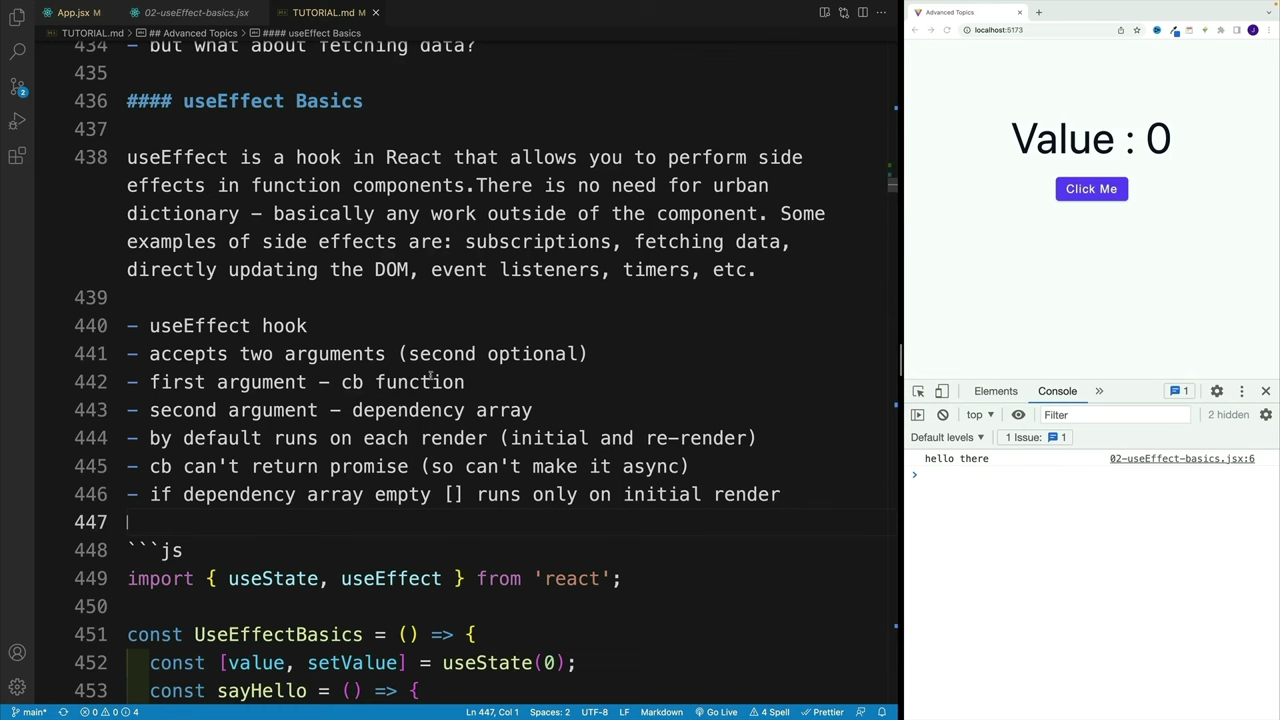 App.jsx M
02-useEffect-basics.jsx
TUTORIAL.md M
TUTORIAL.md > ## Advanced Topics > #### useEffect Basics
434 - but what about fetching data?
435
436 #### useEffect Basics
437
438 useEffect is a hook in React that allows you to perform side
effects in function components.There is no need for urban
dictionary - basically any work outside of the component. Some
examples of side effects are: subscriptions, fetching data,
directly updating the DOM, event listeners, timers, etc.
439
440 - useEffect hook
441 - accepts two arguments (second optional)
442 - first argument - cb function
443 - second argument - dependency array
444 - by default runs on each render (initial and re-render)
445 - cb can't return promise (so can't make it async)
446 - if dependency array empty [] runs only on initial render
447
448 ```js
449 import { useState, useEffect } from 'react';
450
451 const UseEffectBasics = () => {
452 const [value, setValue] = useState(0);
453 const sayHello = () => {
2
main*
0 0 4
Ln 447, Col 1
Spaces: 2
UTF-8
LF
Markdown
Go Live
4 Spell
Prettier
Advanced Topics
localhost:5173
J
Value : 0
Click Me
Elements
Console
1
top
Filter
2 hidden
Default levels
1 Issue: 1
hello there 02-useEffect-basics.jsx:6